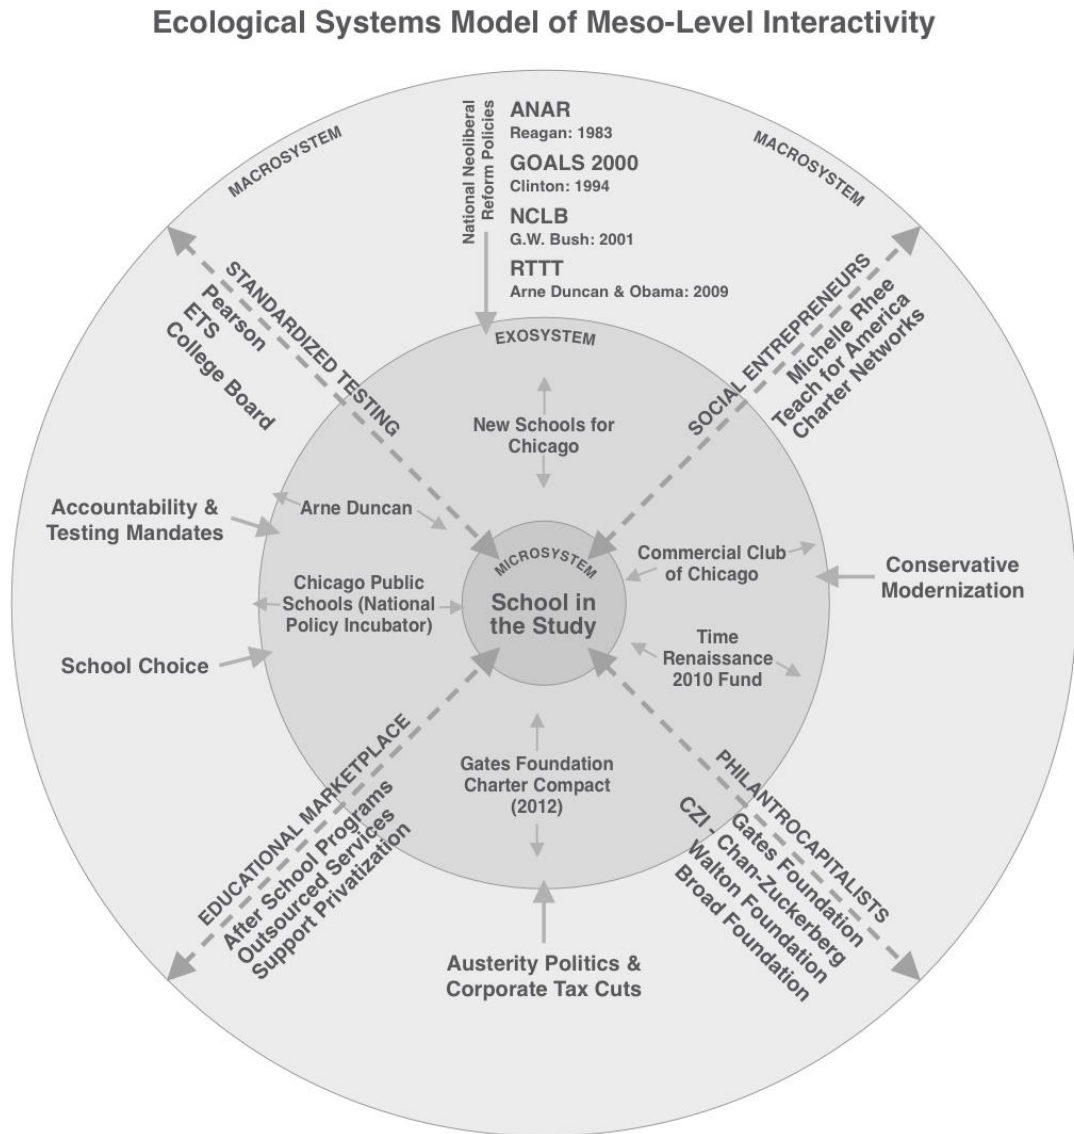 Ecological Systems Model of Meso-Level Interactivity
MACROSYSTEM
National Neoliberal
Reform Policies
ANAR
Reagan: 1983
GOALS 2000
Clinton: 1994
NCLB
G.W. Bush: 2001
RTTT
Arne Duncan & Obama: 2009
MACROSYSTEM
STANDARDIZED TESTING
Pearson
ETS
College Board
SOCIAL ENTREPRENEURS
Michelle Rhee
Teach for America
Charter Networks
EXOSYSTEM
New Schools for
Chicago
Accountability &
Testing Mandates
Arne Duncan
Commercial Club
of Chicago
Conservative
Modernization
Chicago Public
Schools (National
Policy Incubator)
MICROSYSTEM
School in
the Study
School Choice
Time
Renaissance
2010 Fund
Gates Foundation
Charter Compact
(2012)
EDUCATIONAL MARKETPLACE
After School Programs
Outsourced Services
Support Privatization
PHILANTROCAPITALISTS
Gates Foundation
CZI - Chan-Zuckerberg
Walton Foundation
Broad Foundation
Austerity Politics &
Corporate Tax Cuts